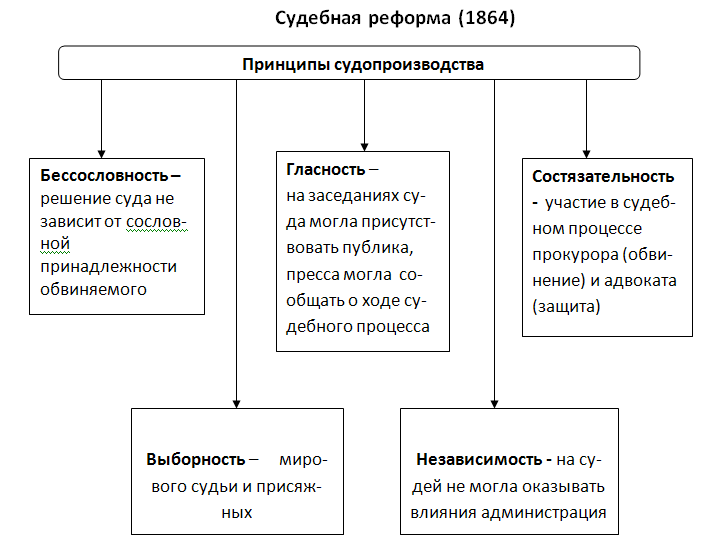 Судебная реформа (1864)
Принципы судопроизводства
Бессословность –
решение суда не
зависит от сослов-
ной
принадлежности
обвиняемого
Гласность –
на заседаниях су-
да могла присутст-
вовать публика,
пресса могла со-
общать о ходе су-
дебного процесса
Состязательность
- участие в судеб-
ном процессе
прокурора (обви-
нение) и адвоката
(защита)
Выборность – миро-
вого судьи и присяж-
ных
Независимость - на су-
дей не могла оказывать
влияния администрация